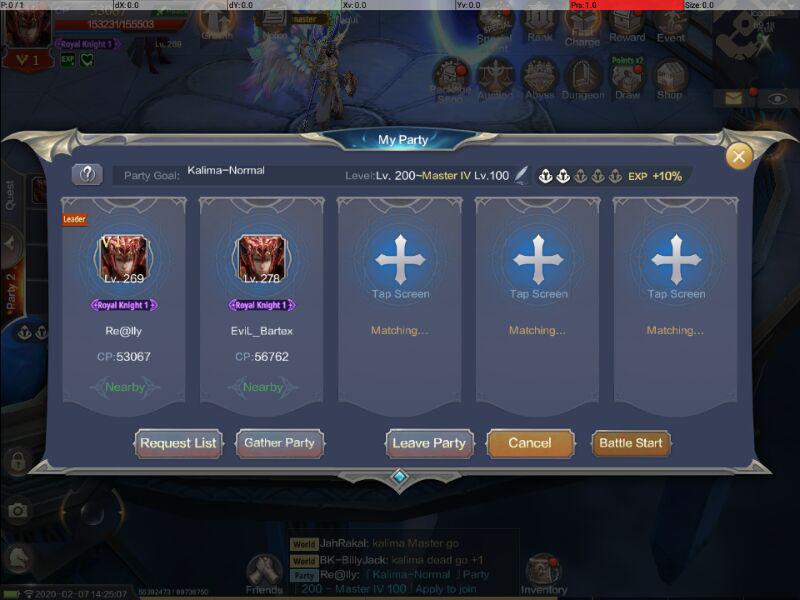 P:0 / 1 dX:0.0 dY:0.0 Xv:0.0 Yv:0.0 Prs:1.0 Size:0.0
CP 53067
153231/155503
Royal Knight 1 Lv. 269
V 1
EXP
master
Growth
Rank
Charge
Reward
Event
Points x2
Auction
Abyss
Dungeon
Draw
Shop
My Party
Party Goal: Kalima-Normal
Level:Lv. 200~Master IV Lv.100
EXP +10%
Quest
Party 2
Leader
Lv. 269
Royal Knight 1
Re@lly
CP:53067
Nearby
Lv. 278
Royal Knight 1
EviL_Bartex
CP:56762
Nearby
Tap Screen
Matching...
Tap Screen
Matching...
Tap Screen
Matching...
Request List
Gather Party
Leave Party
Cancel
Battle Start
World JahRakal: kalima Master go
World BK-BillyJack: kalima dead go +1
Party Re@lly: 「Kalima-Normal 」Party
「200 - Master IV 100」Apply to join
Friends
Inventory
2020-02-07 14:25:07